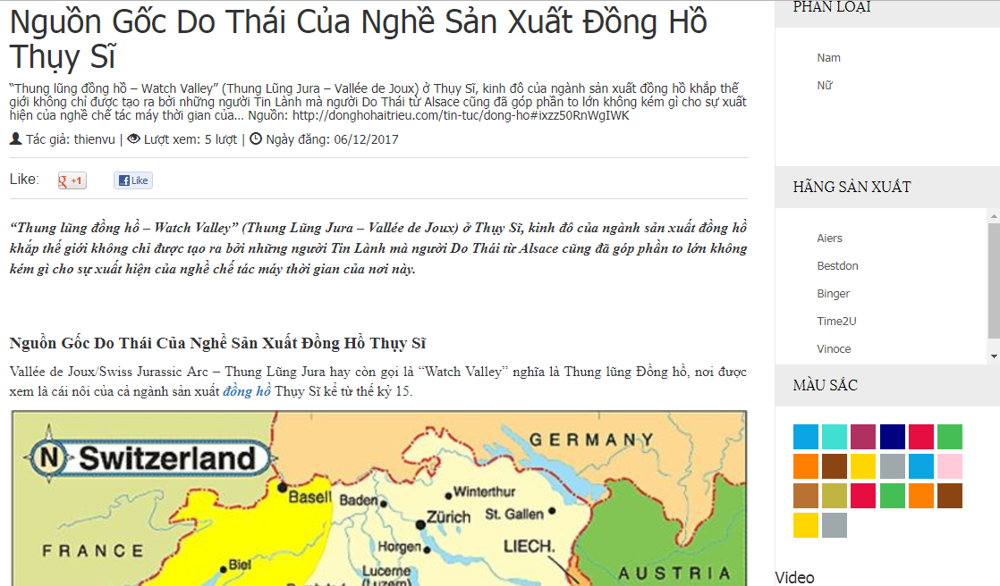 Nguồn Gốc Do Thái Của Nghề Sản Xuất Đồng Hồ
Thụy Sĩ
“Thung lũng đồng hồ – Watch Valley” (Thung Lũng Jura – Vallée de Joux) ở Thụy Sĩ, kinh đô của ngành sản xuất đồng hồ khắp thế
giới không chỉ được tạo ra bởi những người Tin Lành mà người Do Thái từ Alsace cũng đã góp phần to lớn không kém gì cho sự xuất
hiện của nghề chế tác máy thời gian của... Nguồn: http://donghohaitrieu.com/tin-tuc/dong-ho#ixzz50RnWgIWK
Tác giả: thienvu | Lượt xem: 5 lượt | Ngày đăng: 06/12/2017
Like: g +1 Like
“Thung lũng đồng hồ – Watch Valley” (Thung Lũng Jura – Vallée de Joux) ở Thụy Sĩ, kinh đô của ngành sản xuất đồng hồ
khắp thế giới không chỉ được tạo ra bởi những người Tin Lành mà người Do Thái từ Alsace cũng đã góp phần to lớn không
kém gì cho sự xuất hiện của nghề chế tác máy thời gian của nơi này.
Nguồn Gốc Do Thái Của Nghề Sản Xuất Đồng Hồ Thụy Sĩ
Vallée de Joux/Swiss Jurassic Arc – Thung Lũng Jura hay còn gọi là “Watch Valley” nghĩa là Thung lũng Đồng hồ, nơi được
xem là cái nôi của cả ngành sản xuất đồng hồ Thụy Sĩ kể từ thế kỷ 15.
N Switzerland
GERMANY
Basel
Baden
Winterthur
Zürich
St. Gallen
FRANCE
Horgen
LIECH.
Biel
Lucerne
(Luzern)
AUSTRIA
PHÂN LOẠI
Nam
Nữ
HÃNG SẢN XUẤT
Aiers
Bestdon
Binger
Time2U
Vinoce
MÀU SẮC
Video